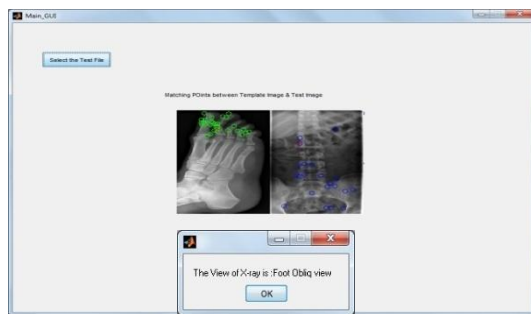 Main_GUI
Select the Test File
Matching POints between Template Image & Test Image
The View of X-ray is :Foot Obliq view
OK